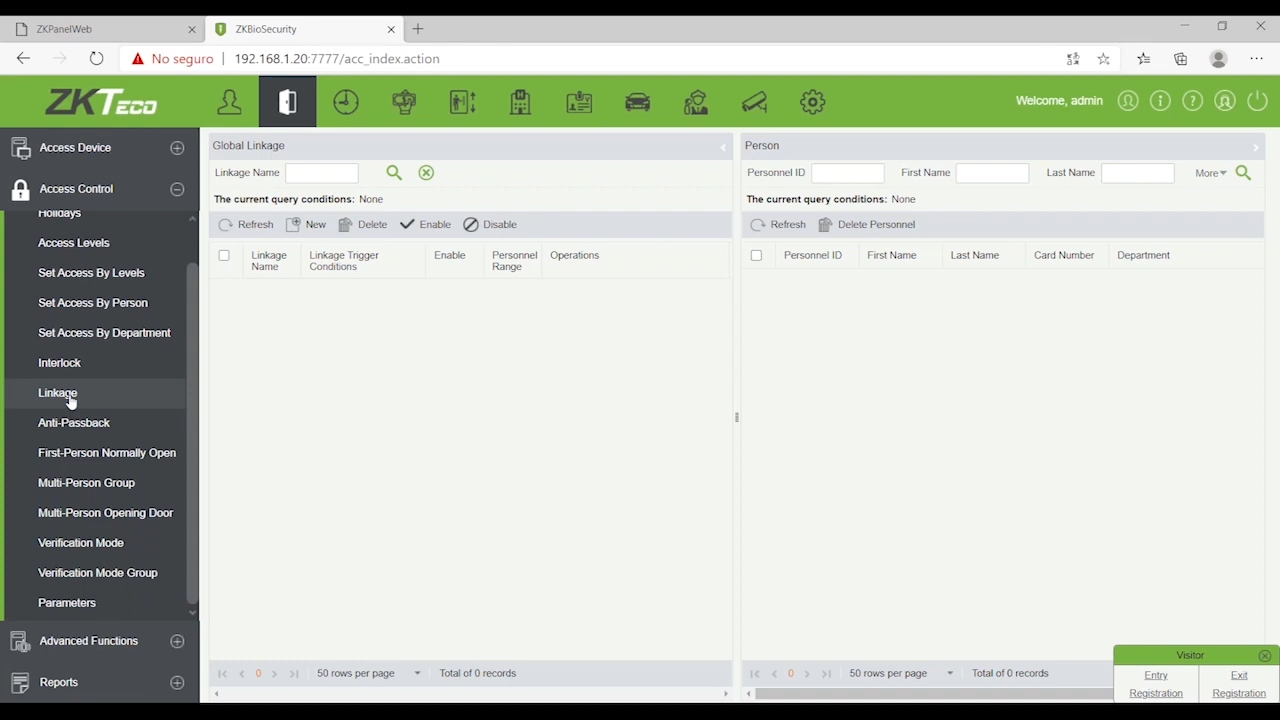 ZKPanelWeb
ZKBioSecurity
No seguro | 192.168.1.20:7777/acc_index.action
ZKTECO
Welcome, admin
Access Device
Access Control
Holidays
Access Levels
Set Access By Levels
Set Access By Person
Set Access By Department
Interlock
Linkage
Anti-Passback
First-Person Normally Open
Multi-Person Group
Multi-Person Opening Door
Verification Mode
Verification Mode Group
Parameters
Advanced Functions
Reports
Global Linkage
Linkage Name
The current query conditions: None
Refresh New Delete Enable Disable
Linkage Name Linkage Trigger Conditions Enable Personnel Range Operations
0 50 rows per page Total of 0 records
Person
Personnel ID First Name Last Name More
The current query conditions: None
Refresh Delete Personnel
Personnel ID First Name Last Name Card Number Department
0 50 rows per page Total of 0 records
Visitor
Entry Registration
Exit Registration